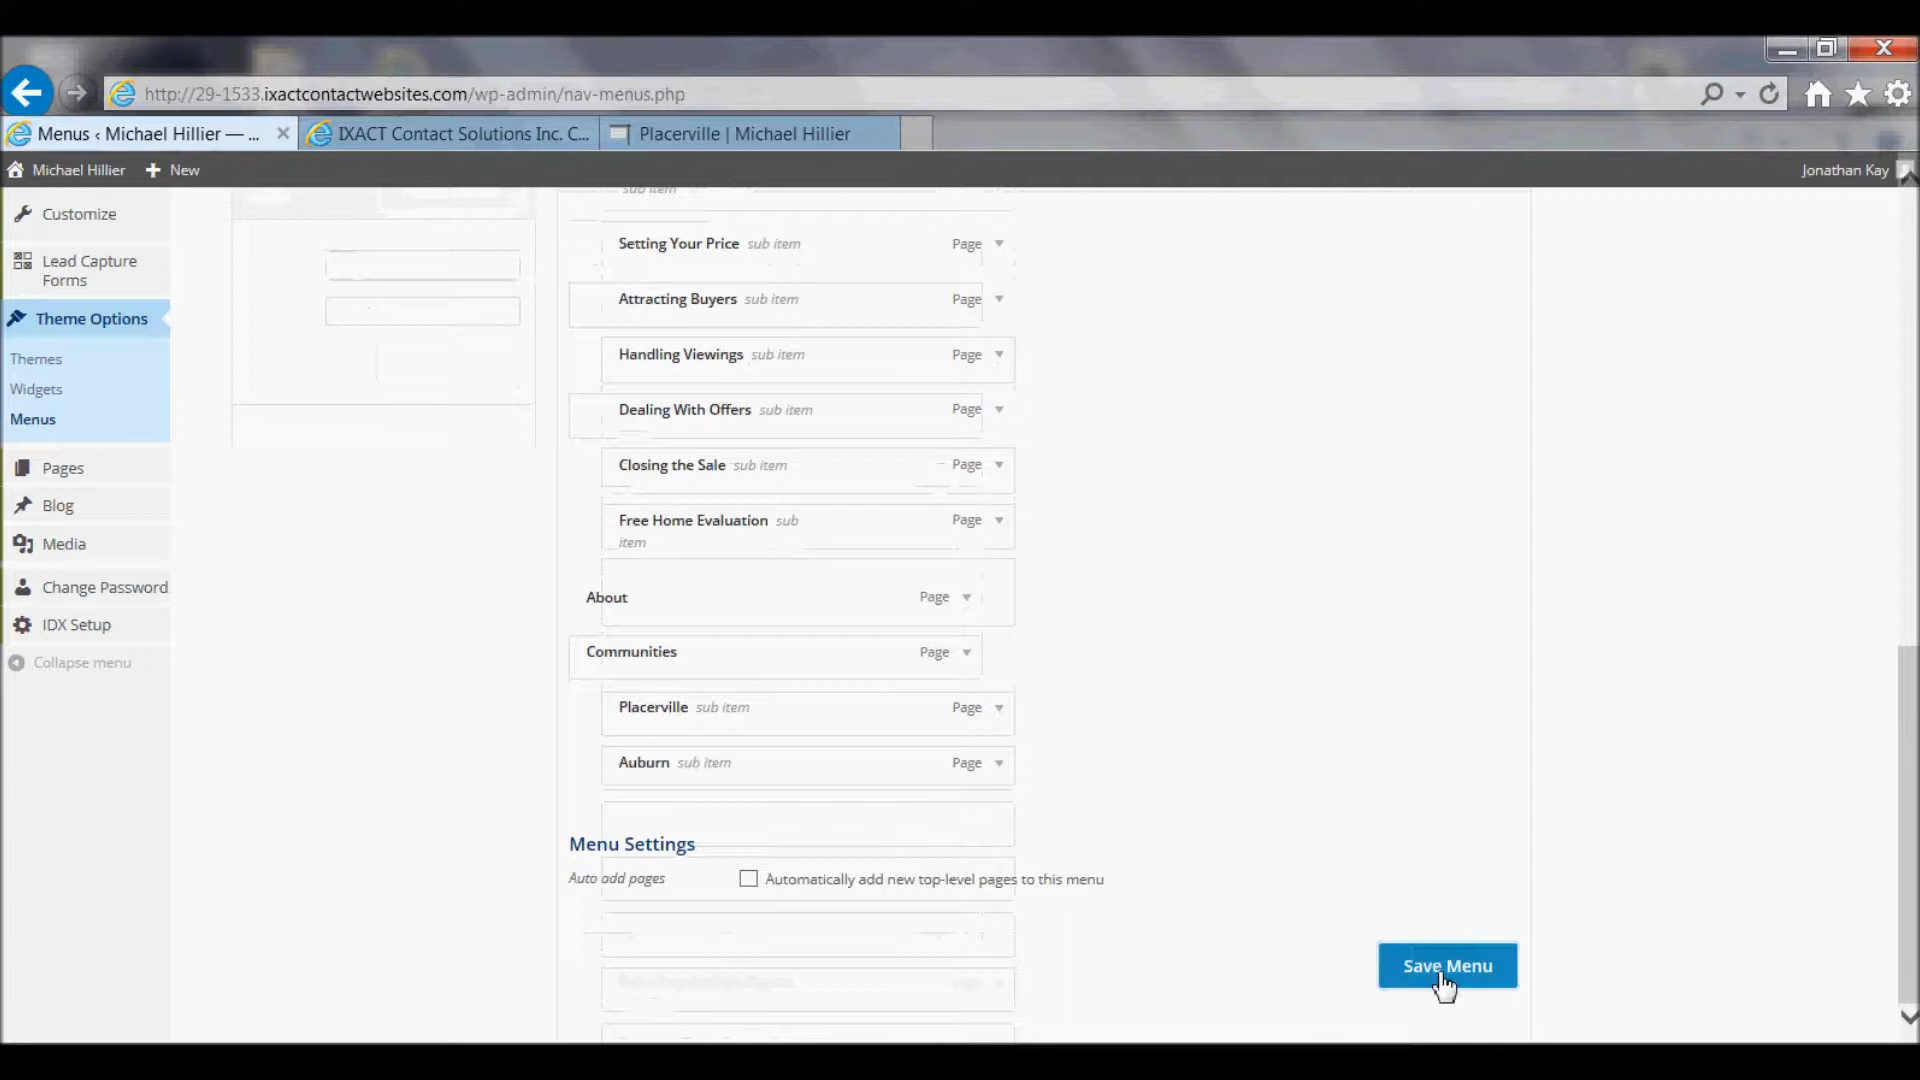 http://29-1533.ixactcontactwebsites.com/wp-admin/nav-menus.php
Menus ‹ Michael Hillier — ...
IXACT Contact Solutions Inc. C...
Placerville | Michael Hillier
Michael Hillier
New
Jonathan Kay
Customize
Lead Capture
Forms
Theme Options
Themes
Widgets
Menus
Pages
Blog
Media
Change Password
IDX Setup
Collapse menu
sub item
Setting Your Price sub item Page
Attracting Buyers sub item Page
Handling Viewings sub item Page
Dealing With Offers sub item Page
Closing the Sale sub item Page
Free Home Evaluation sub Page
item
About Page
Communities Page
Placerville sub item Page
Auburn sub item Page
Menu Settings
Auto add pages Automatically add new top-level pages to this menu
Save Menu